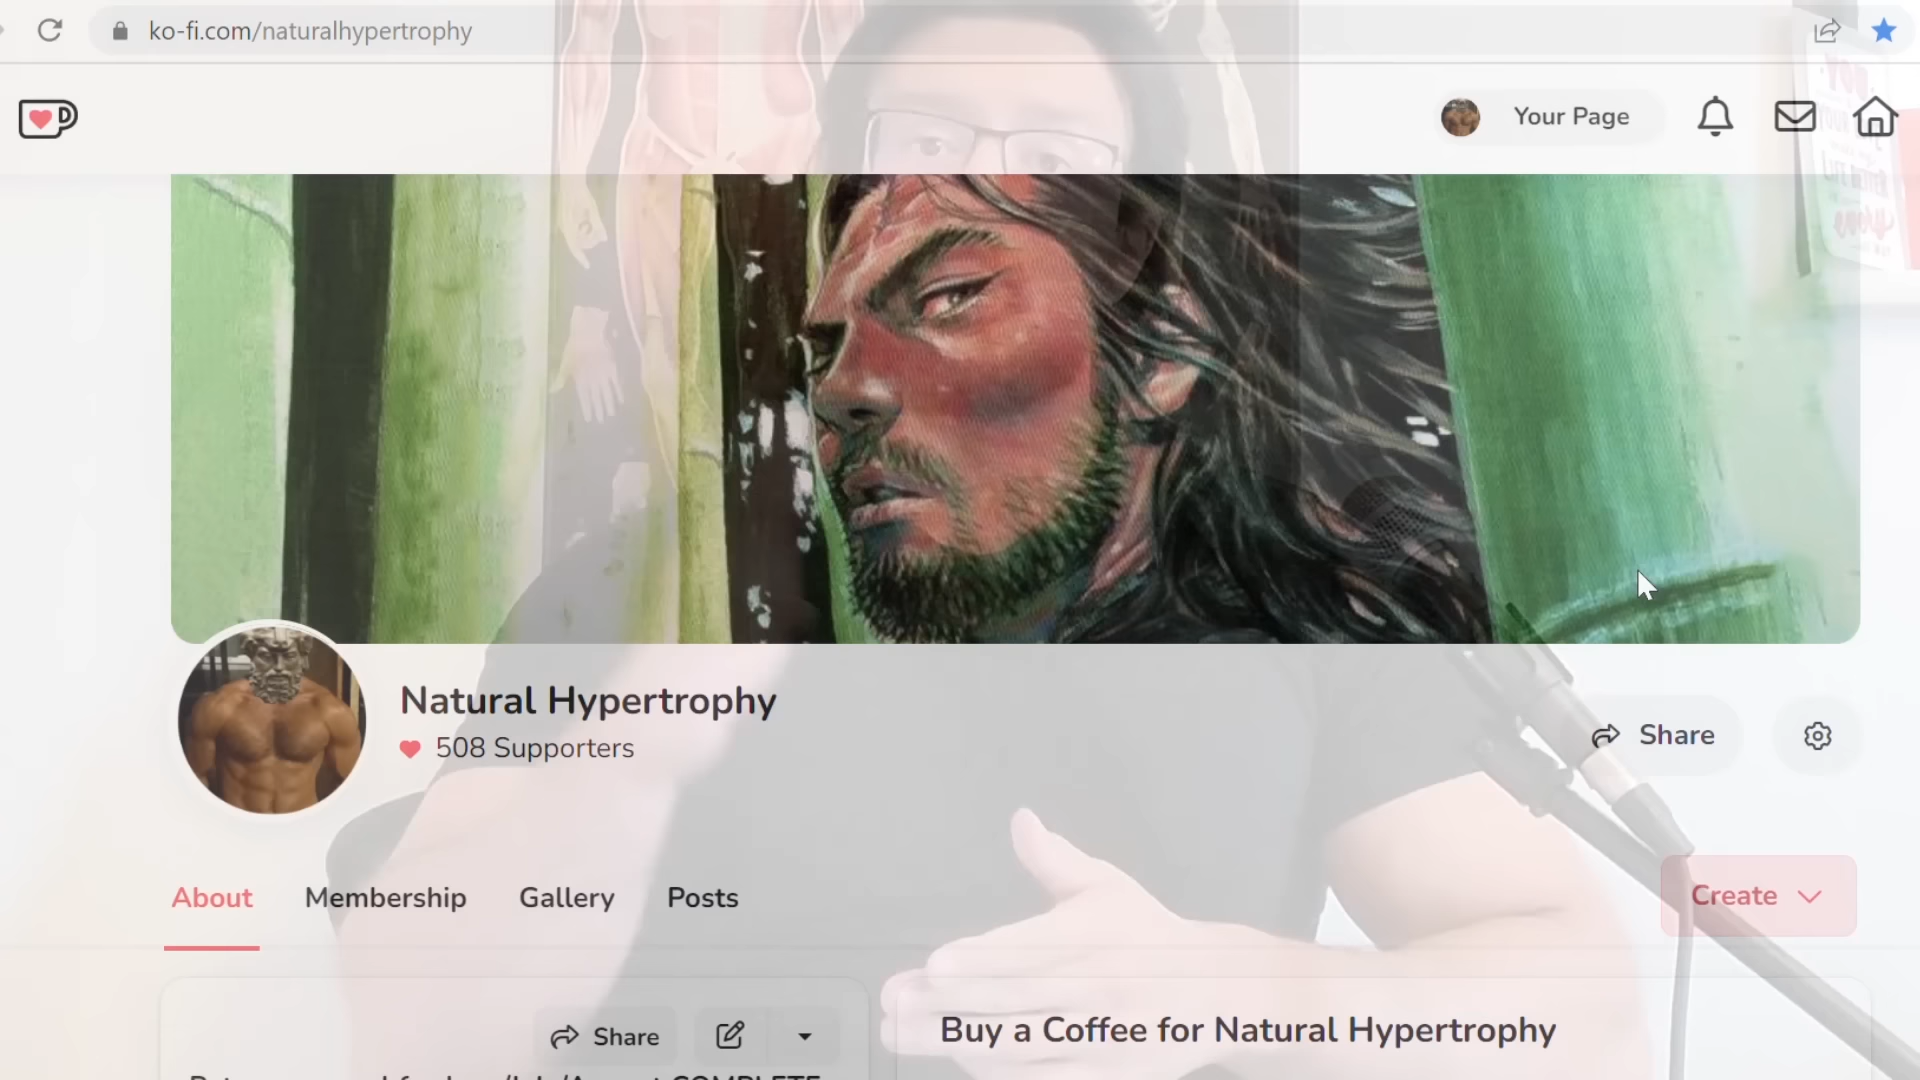 ko-fi.com/naturalhypertrophy
Your Page
Natural Hypertrophy
508 Supporters
Share
About
Membership
Gallery
Posts
Create
Share
Buy a Coffee for Natural Hypertrophy
COMPLETE